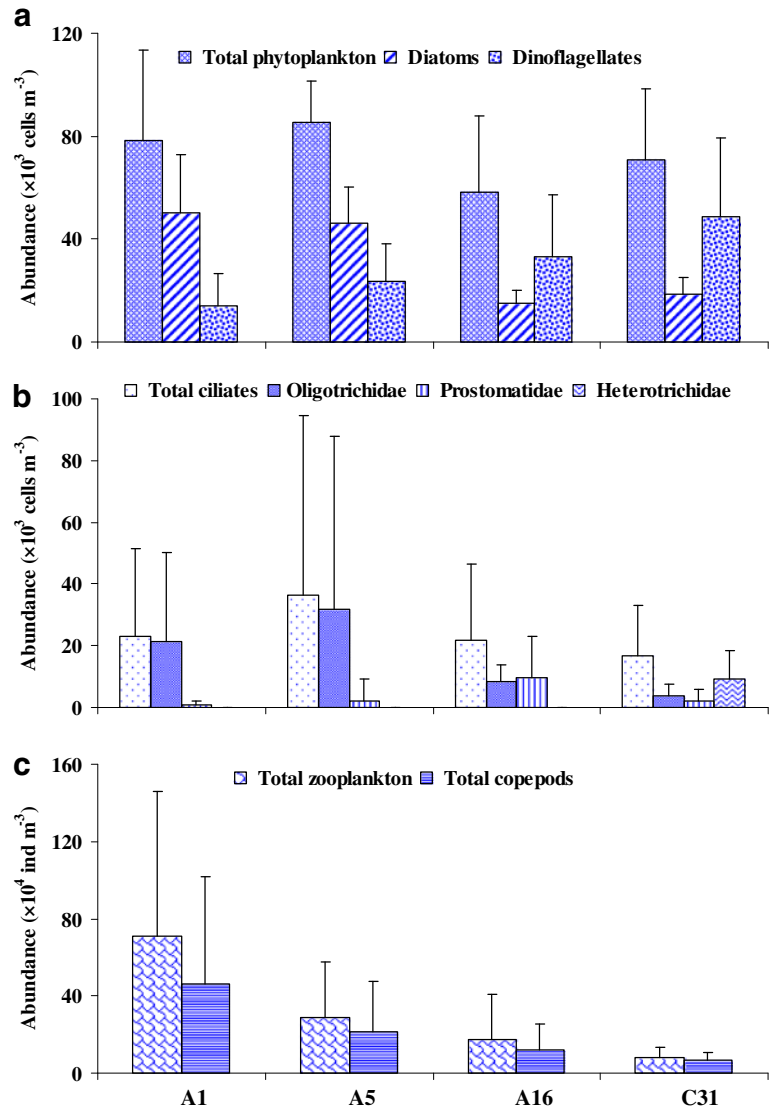 a
120
Total phytoplankton Diatoms Dinoflagellates
80
40
0
Abundance (×10³ cells m⁻³)
b
Total ciliates Oligotrichidae Prostomatidae Heterotrichidae
100
80
60
40
20
0
Abundance (×10³ cells m⁻³)
c
160
Total zooplankton Total copepods
120
80
40
0
Abundance (×10⁴ ind m⁻³)
A1 A5 A16 C31